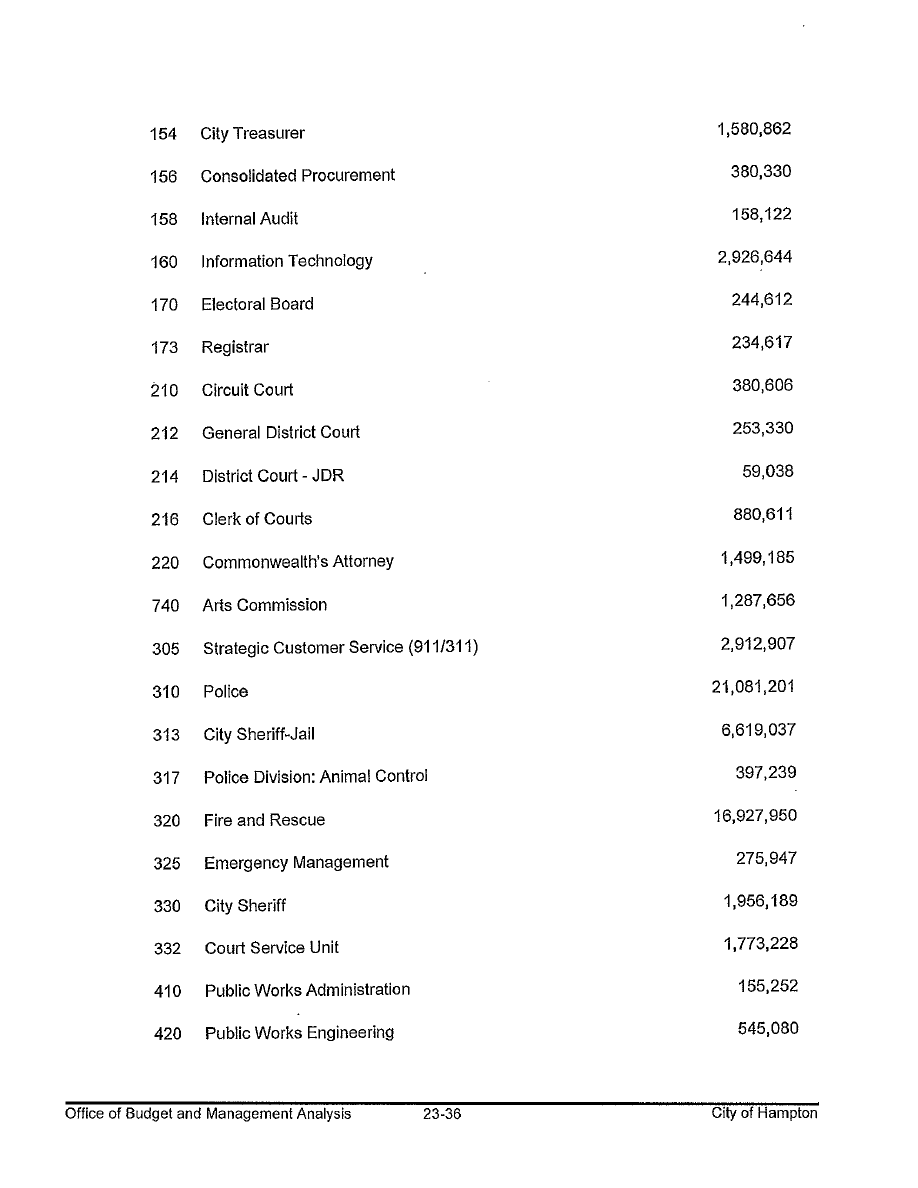 154 City Treasurer 1,580,862
156 Consolidated Procurement 380,330
158 Internal Audit 158,122
160 Information Technology 2,926,644
170 Electoral Board 244,612
173 Registrar 234,617
210 Circuit Court 380,606
212 General District Court 253,330
214 District Court - JDR 59,038
216 Clerk of Courts 880,611
220 Commonwealth's Attorney 1,499,185
740 Arts Commission 1,287,656
305 Strategic Customer Service (911/311) 2,912,907
310 Police 21,081,201
313 City Sheriff-Jail 6,619,037
317 Police Division: Animal Control 397,239
320 Fire and Rescue 16,927,950
325 Emergency Management 275,947
330 City Sheriff 1,956,189
332 Court Service Unit 1,773,228
410 Public Works Administration 155,252
420 Public Works Engineering 545,080
Office of Budget and Management Analysis 23-36 City of Hampton